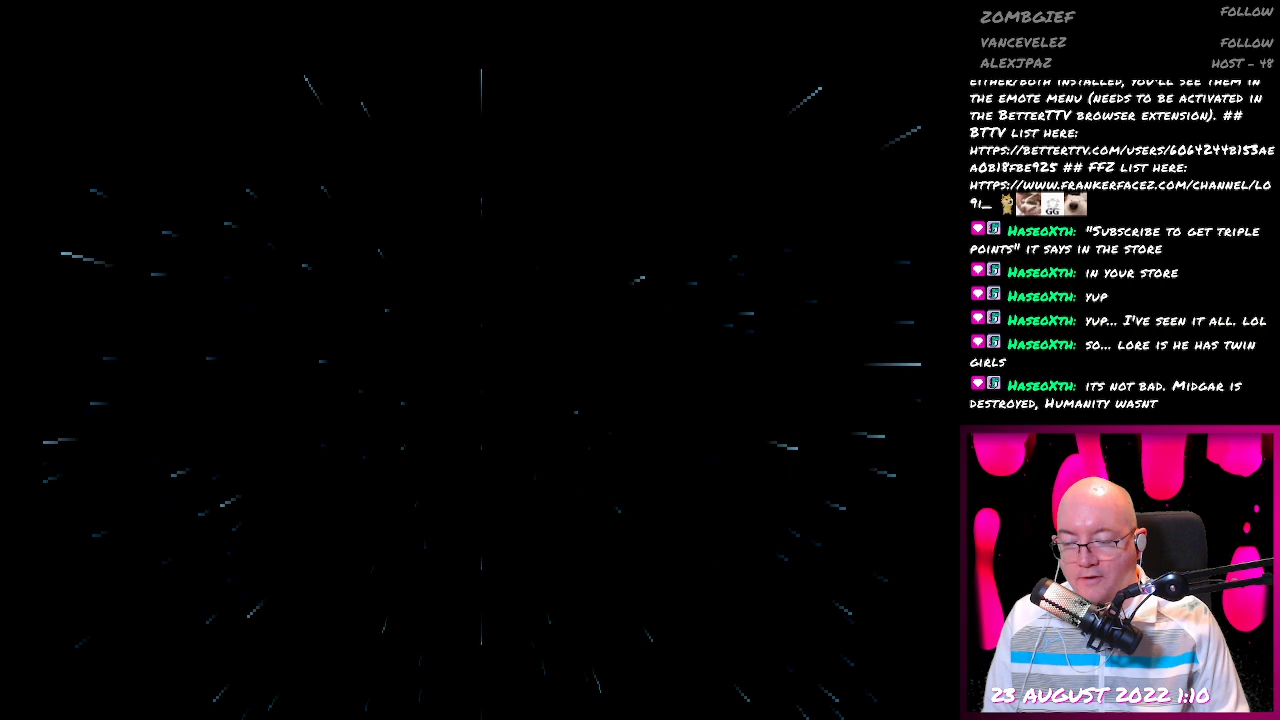 ZOMBGIEF FOLLOW
VANCEVELEZ FOLLOW
ALEXJPAZ HOST - 48
EITHER/BOTH INSTALLED, YOU'LL SEE THEM IN
THE EMOTE MENU (NEEDS TO BE ACTIVATED IN
THE BETTERTTV BROWSER EXTENSION). ##
BTTV LIST HERE:
HTTPS://BETTERTTV.COM/USERS/6064244B153AE
A0B18FBE925 ## FFZ LIST HERE:
HTTPS://WWW.FRANKERFACEZ.COM/CHANNEL/LO
9I_ GG
HASEOXTH: "SUBSCRIBE TO GET TRIPLE
POINTS" IT SAYS IN THE STORE
HASEOXTH: IN YOUR STORE
HASEOXTH: YUP
HASEOXTH: YUP... I'VE SEEN IT ALL. LOL
HASEOXTH: SO... LORE IS HE HAS TWIN
GIRLS
HASEOXTH: ITS NOT BAD. MIDGAR IS
DESTROYED, HUMANITY WASNT
23 AUGUST 2022 1:10